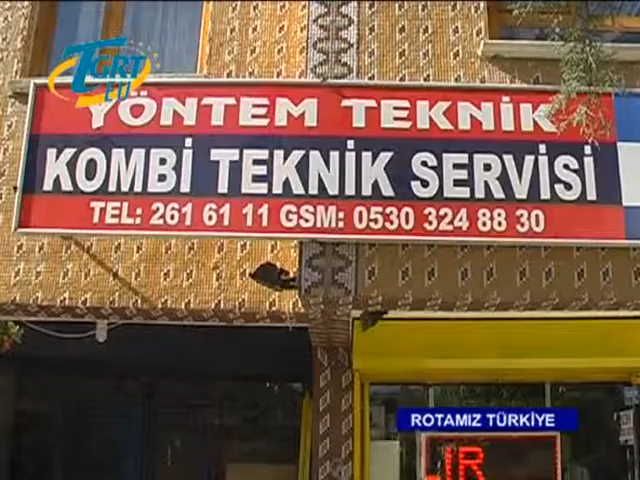 TGRT
EU
YÖNTEM TEKNİK
KOMBİ TEKNİK SERVİSİ
TEL: 261 61 11 GSM: 0530 324 88 30
ROTAMIZ TÜRKİYE